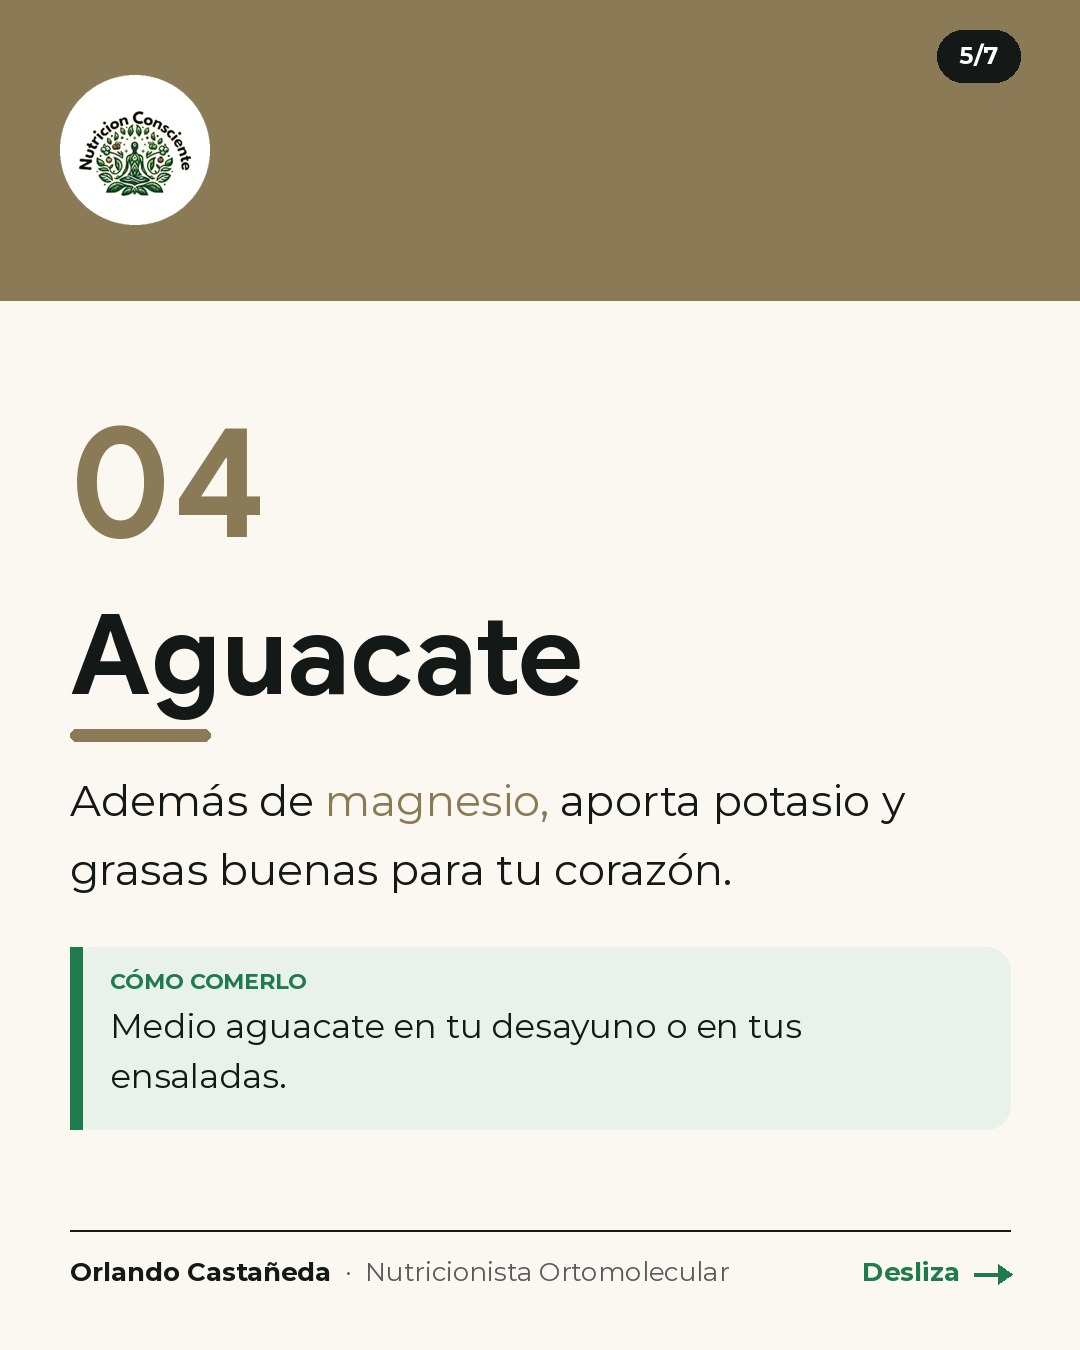 5/7
Nutricion Consciente
04
Aguacate
Además de magnesio, aporta potasio y
grasas buenas para tu corazón.
CÓMO COMERLO
Medio aguacate en tu desayuno o en tus
ensaladas.
Orlando Castañeda · Nutricionista Ortomolecular
Desliza